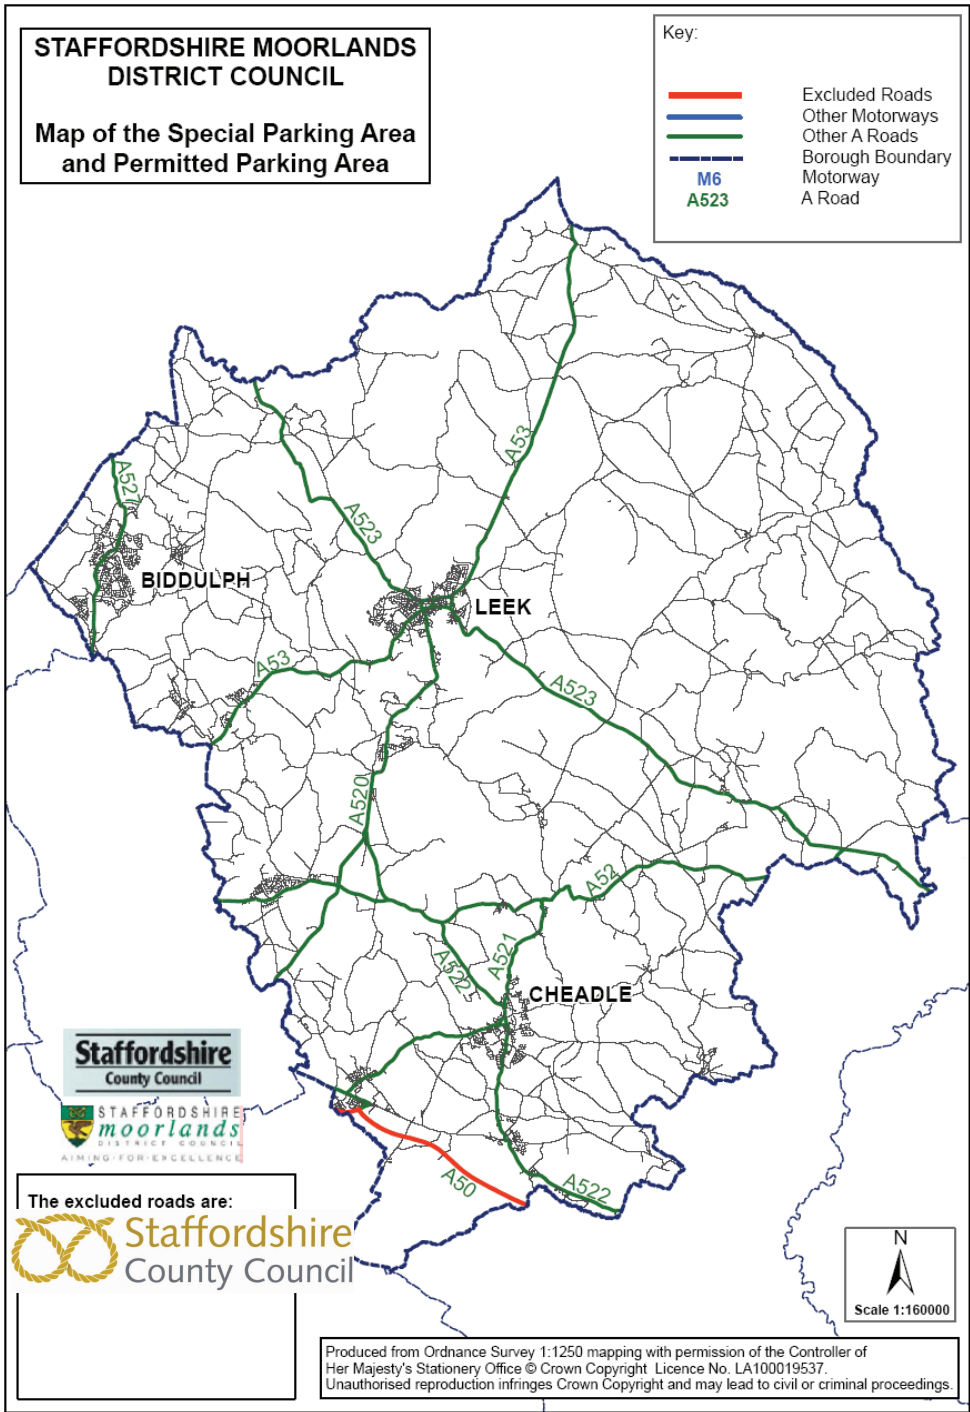 STAFFORDSHIRE MOORLANDS
DISTRICT COUNCIL
Map of the Special Parking Area
and Permitted Parking Area
Key:
Excluded Roads
Other Motorways
Other A Roads
Borough Boundary
M6 Motorway
A523 A Road
A53
A527
A523
BIDDULPH
LEEK
A53
A523
A520
A52
A521
A522
CHEADLE
Staffordshire
County Council
STAFFORDSHIRE
moorlands
DISTRICT COUNCIL
AIMING·FOR·EXCELLENCE
A50
A522
The excluded roads are:
Staffordshire
County Council
N
Scale 1:160000
Produced from Ordnance Survey 1:1250 mapping with permission of the Controller of
Her Majesty's Stationery Office © Crown Copyright Licence No. LA100019537.
Unauthorised reproduction infringes Crown Copyright and may lead to civil or criminal proceedings.